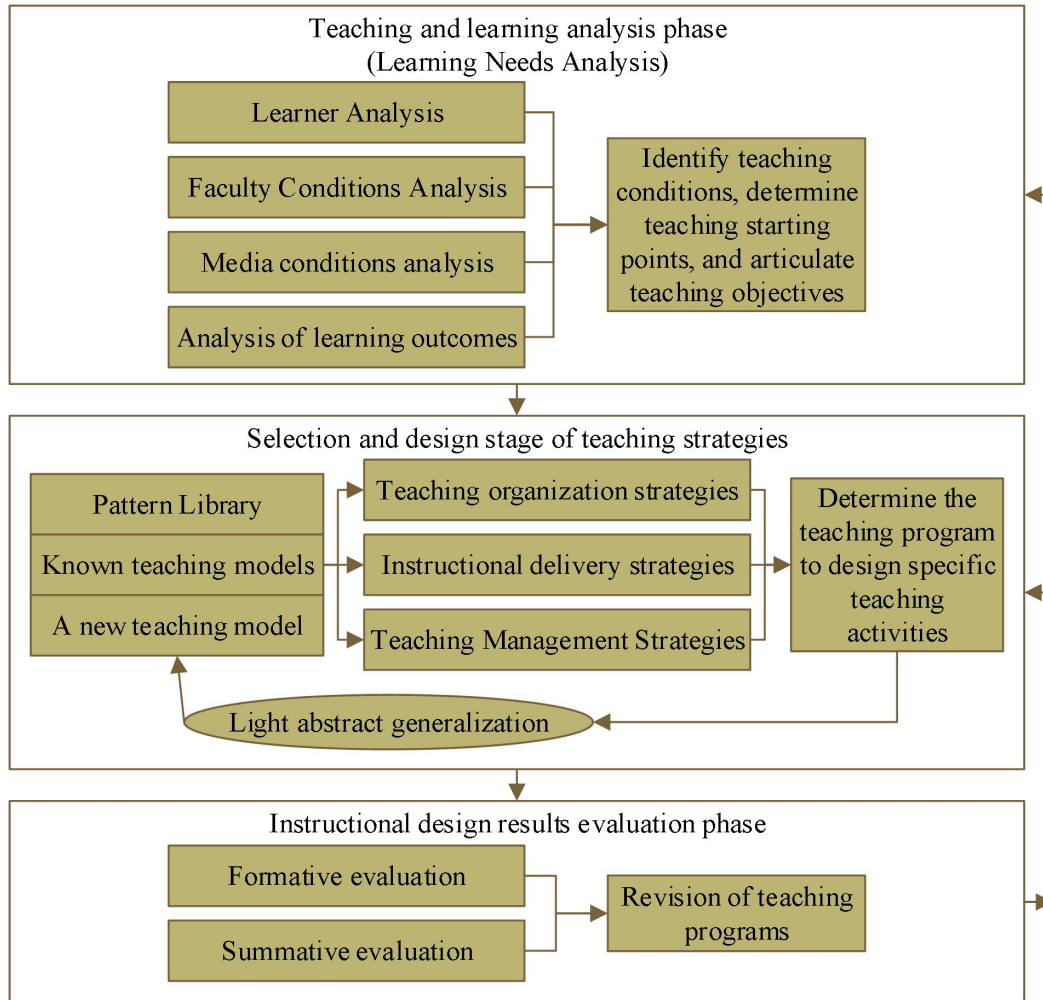 Teaching and learning analysis phase
(Learning Needs Analysis)
Learner Analysis
Faculty Conditions Analysis
Media conditions analysis
Analysis of learning outcomes
Identify teaching
conditions, determine
teaching starting
points, and articulate
teaching objectives
Selection and design stage of teaching strategies
Pattern Library
Known teaching models
A new teaching model
Teaching organization strategies
Instructional delivery strategies
Teaching Management Strategies
Determine the
teaching program
to design specific
teaching
activities
Light abstract generalization
Instructional design results evaluation phase
Formative evaluation
Summative evaluation
Revision of teaching
programs